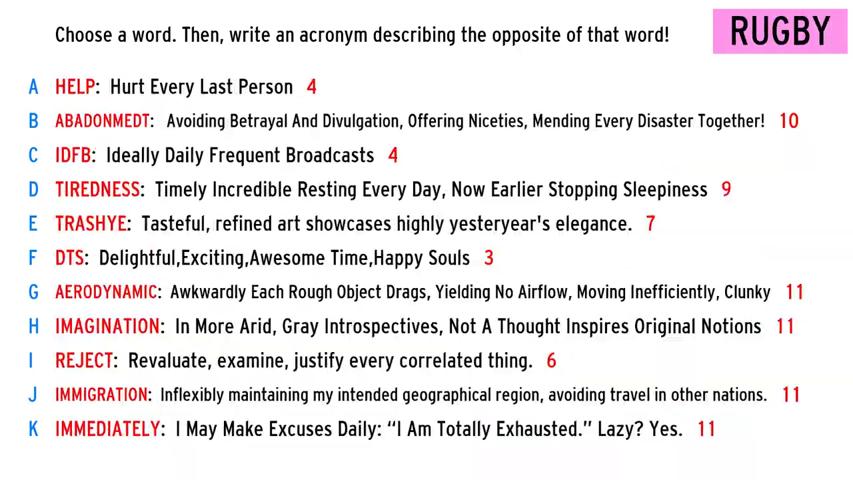 Choose a word. Then, write an acronym describing the opposite of that word!
RUGBY
A HELP: Hurt Every Last Person 4
B ABADONMEDT: Avoiding Betrayal And Divulgation, Offering Niceties, Mending Every Disaster Together! 10
C IDFB: Ideally Daily Frequent Broadcasts 4
D TIREDNESS: Timely Incredible Resting Every Day, Now Earlier Stopping Sleepiness 9
E TRASHYE: Tasteful, refined art showcases highly yesteryear's elegance. 7
F DTS: Delightful,Exciting,Awesome Time,Happy Souls 3
G AERODYNAMIC: Awkwardly Each Rough Object Drags, Yielding No Airflow, Moving Inefficiently, Clunky 11
H IMAGINATION: In More Arid, Gray Introspectives, Not A Thought Inspires Original Notions 11
I REJECT: Revaluate, examine, justify every correlated thing. 6
J IMMIGRATION: Inflexibly maintaining my intended geographical region, avoiding travel in other nations. 11
K IMMEDIATELY: I May Make Excuses Daily: “I Am Totally Exhausted.” Lazy? Yes. 11